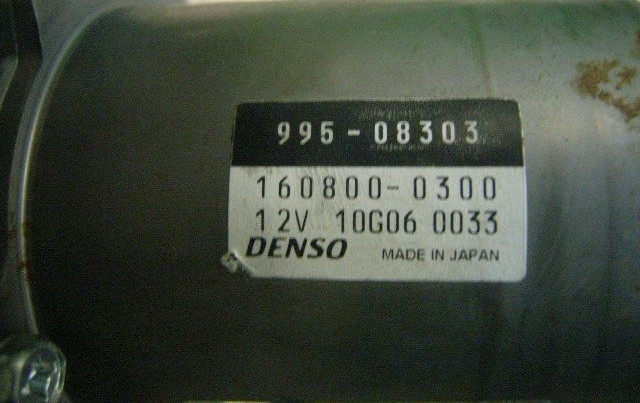 995-08303
160800-0300
12V 10G06 0033
DENSO MADE IN JAPAN